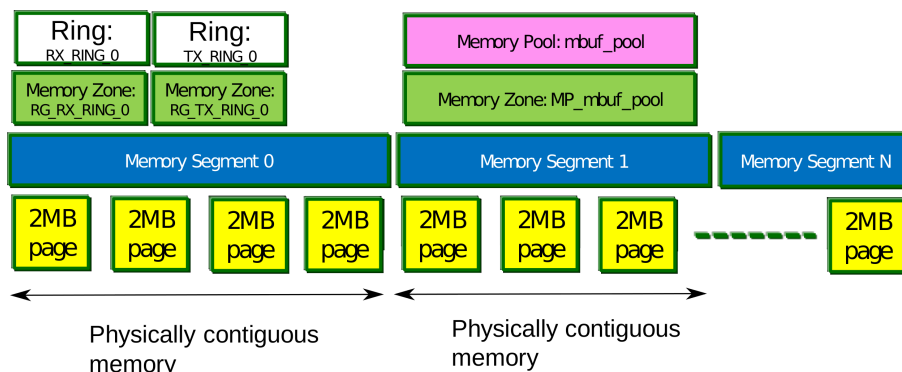 Ring:
RX_RING_0
Ring:
TX_RING_0
Memory Pool: mbuf_pool
Memory Zone:
RG_RX_RING_0
Memory Zone:
RG_TX_RING_0
Memory Zone: MP_mbuf_pool
Memory Segment 0
Memory Segment 1
Memory Segment N
2MB
page
2MB
page
2MB
page
2MB
page
2MB
page
2MB
page
2MB
page
2MB
page
Physically contiguous
memory
Physically contiguous
memory